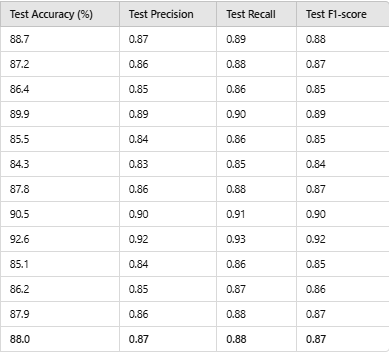 Test Accuracy (%) Test Precision Test Recall Test F1-score
88.7 0.87 0.89 0.88
87.2 0.86 0.88 0.87
86.4 0.85 0.86 0.85
89.9 0.89 0.90 0.89
85.5 0.84 0.86 0.85
84.3 0.83 0.85 0.84
87.8 0.86 0.88 0.87
90.5 0.90 0.91 0.90
92.6 0.92 0.93 0.92
85.1 0.84 0.86 0.85
86.2 0.85 0.87 0.86
87.9 0.86 0.88 0.87
88.0 0.87 0.88 0.87